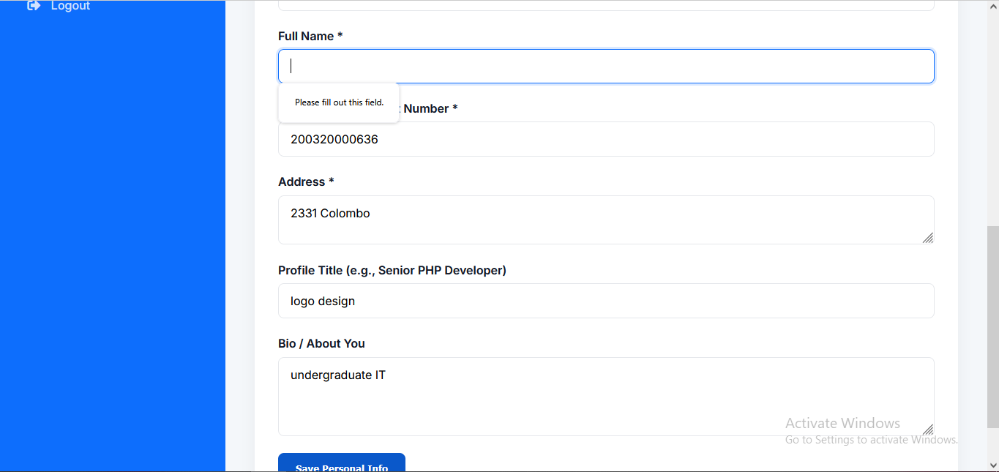 Logout
Full Name *
Please fill out this field.
Number *
200320000636
Address *
2331 Colombo
Profile Title (e.g., Senior PHP Developer)
logo design
Bio / About You
undergraduate IT
Activate Windows
Go to Settings to activate Windows.
Save Personal Info